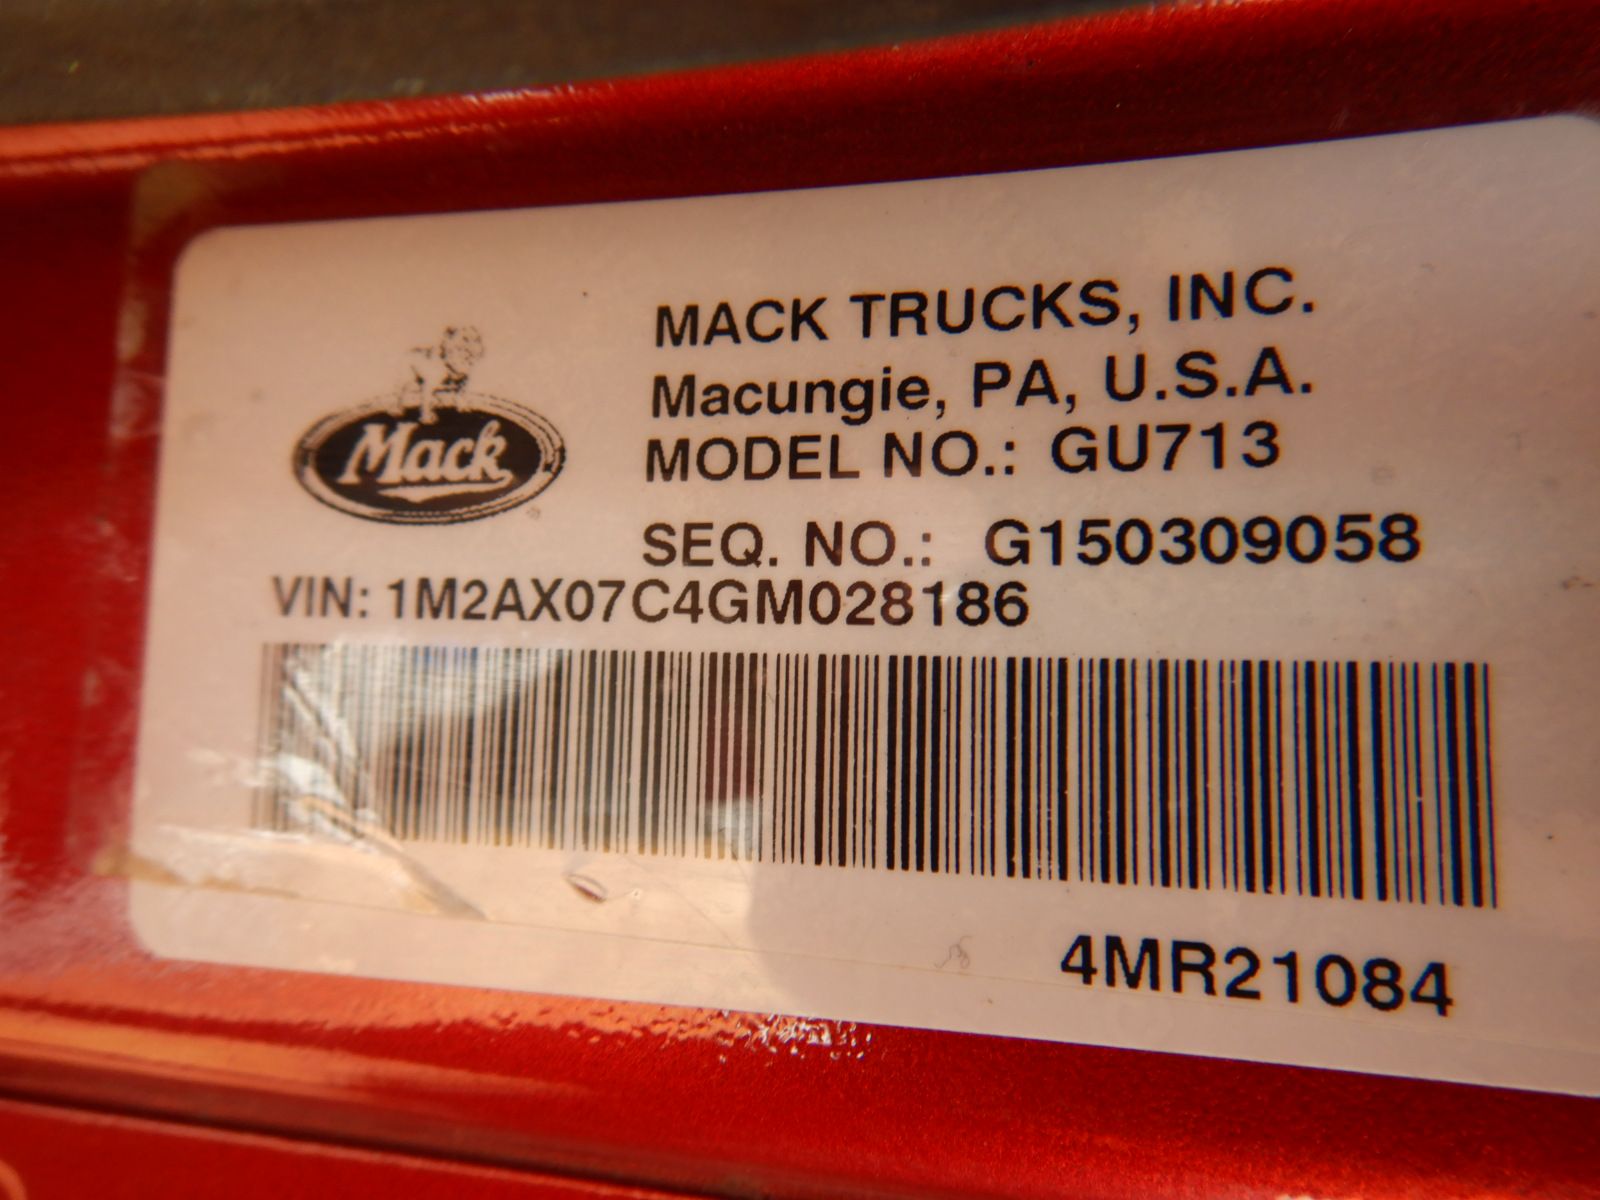 MACK TRUCKS, INC.
Macungie, PA, U.S.A.
Mack
MODEL NO.: GU713
SEQ. NO.: G150309058
VIN: 1M2AX07C4GM028186
4MR21084